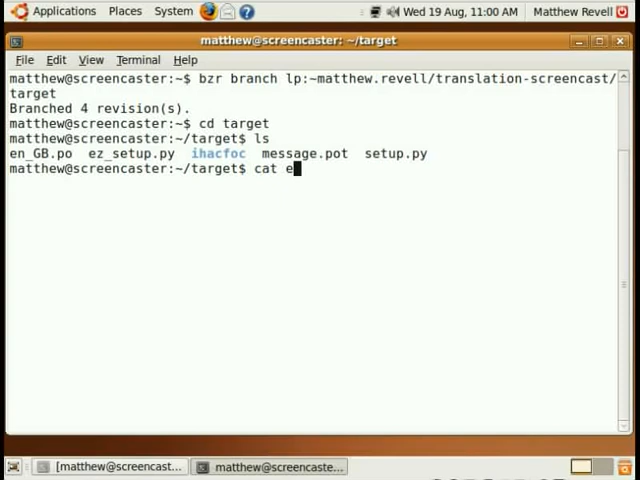 Applications Places System Wed 19 Aug, 11:00 AM Matthew Revell
matthew@screencaster: ~/target
File Edit View Terminal Help
matthew@screencaster:~$ bzr branch lp:~matthew.revell/translation-screencast/
target
Branched 4 revision(s).
matthew@screencaster:~$ cd target
matthew@screencaster:~/target$ ls
en_GB.po ez_setup.py ihacfoc message.pot setup.py
matthew@screencaster:~/target$ cat e
[matthew@screencast... matthew@screencaste...